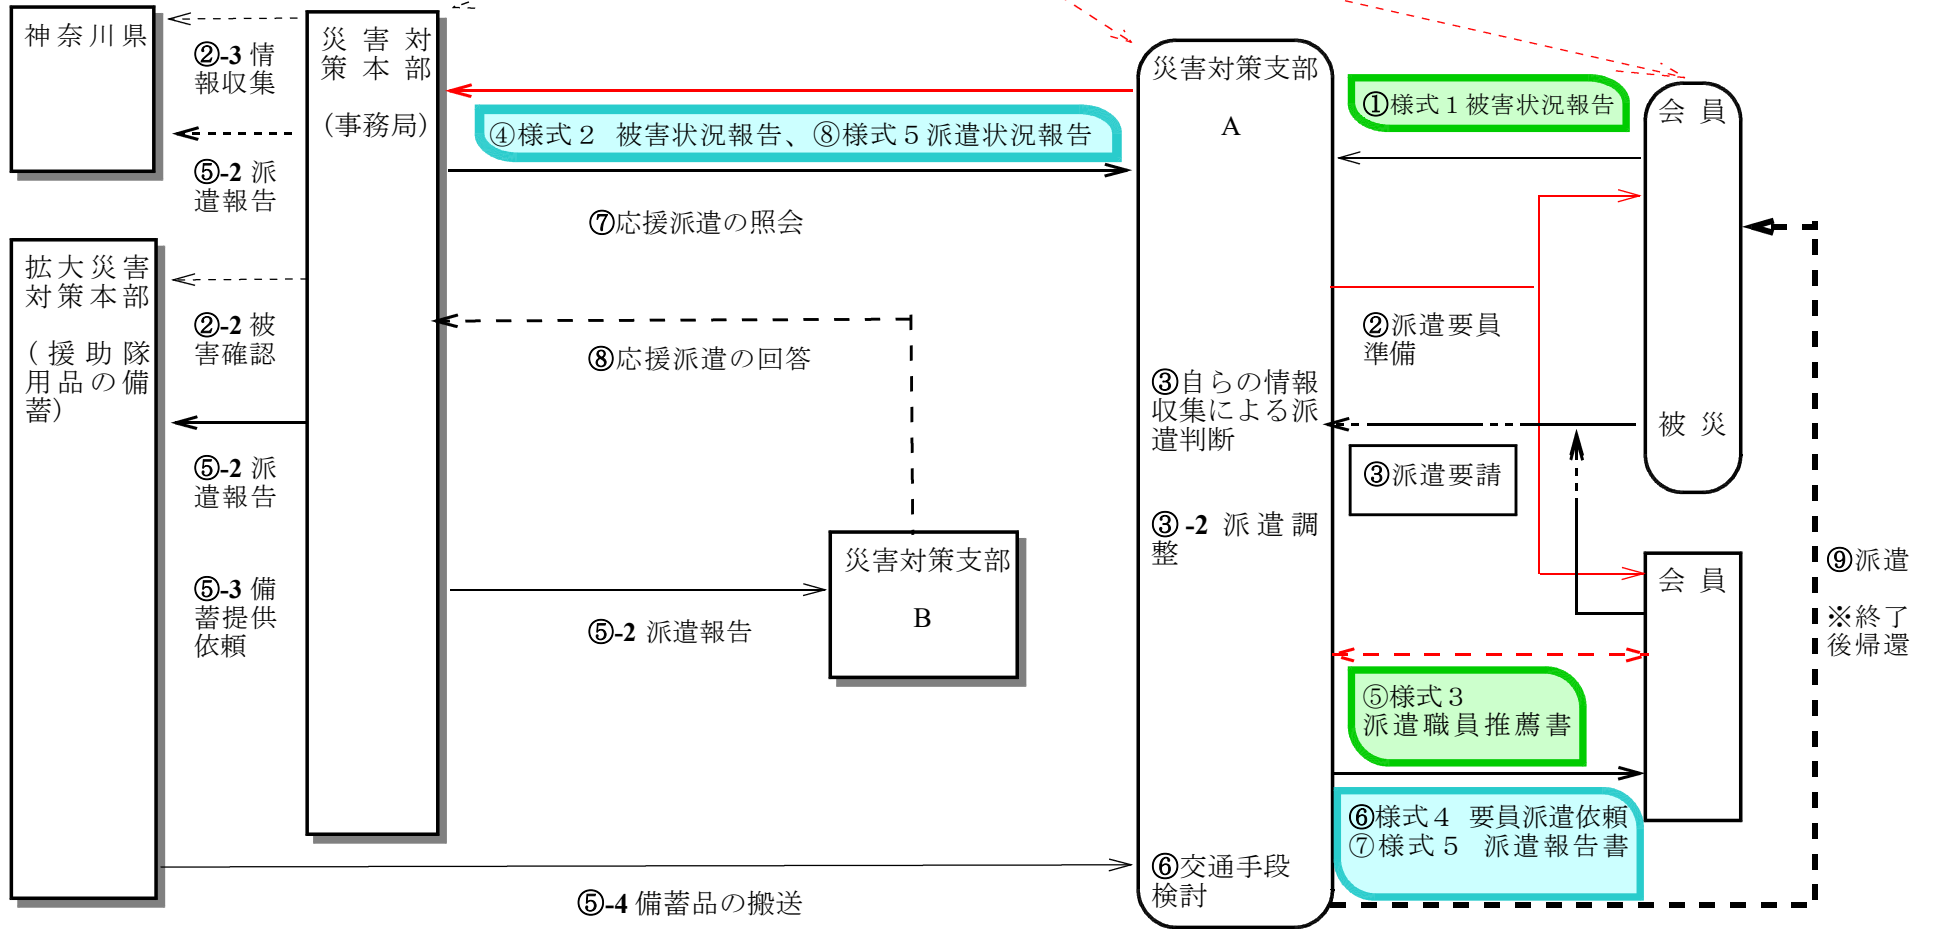 神奈川県
②-3 情
報収集
⑤-2 派
遣報告
拡大災害
対策本部
(援助隊
用品の備
蓄)
②-2 被
害確認
⑤-2 派
遣報告
⑤-3 備
蓄提供
依頼
災害対
策本部
(事務局)
④様式２ 被害状況報告、⑧様式５派遣状況報告
⑦応援派遣の照会
⑧応援派遣の回答
災害対策支部
B
⑤-2 派遣報告
⑤-4 備蓄品の搬送
災害対策支部
A
③自らの情報
収集による派
遣判断
③-2 派遣調
整
⑥交通手段
検討
①様式１被害状況報告
②派遣要員
準備
③派遣要請
⑤様式３
派遣職員推薦書
⑥様式４ 要員派遣依頼
⑦様式５ 派遣報告書
会員
被災
会員
⑨派遣
※終了
後帰還